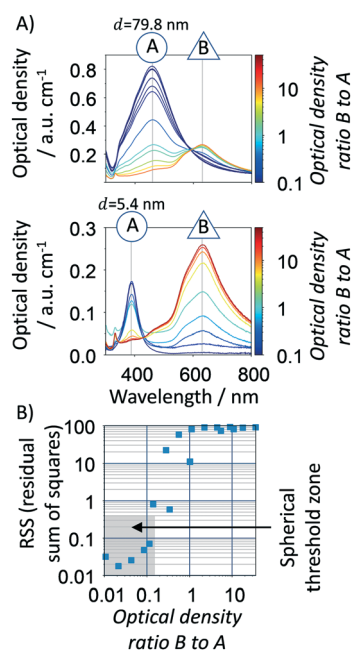 A)
d=79.8 nm
A
B
Optical density
/ a.u. cm⁻¹
0.8
0.6
0.4
0.2
10
1
0.1
Optical density
ratio B to A
d=5.4 nm
A
B
Optical density
/ a.u. cm⁻¹
0.3
0.2
0.1
0.0
400
600
800
Wavelength / nm
10
1
0.1
Optical density
ratio B to A
B)
RSS (residual
sum of squares)
100
10
1
0.1
0.01
0.01
0.1
1
10
Optical density
ratio B to A
Spherical
threshold zone